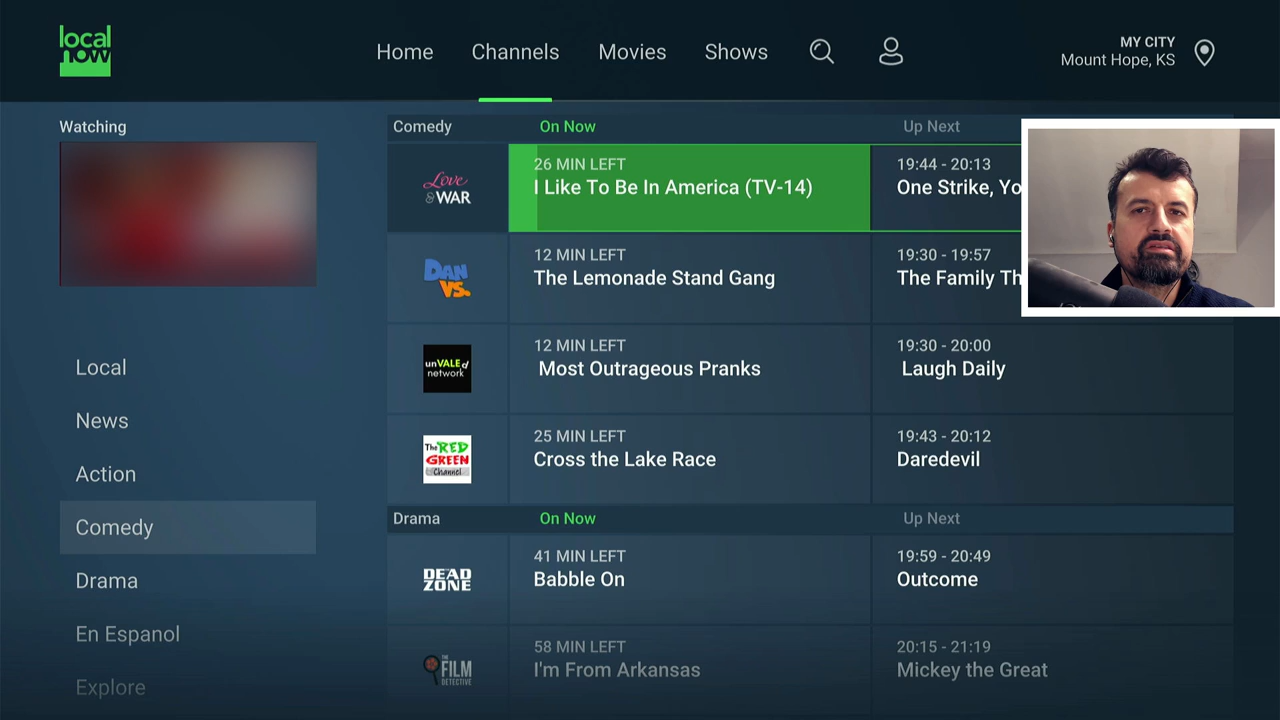 local
now
Home
Channels
Movies
Shows
MY CITY
Mount Hope, KS
Watching
Local
News
Action
Comedy
Drama
En Espanol
Explore
Comedy
On Now
Up Next
Love
& WAR
26 MIN LEFT
I Like To Be In America (TV-14)
19:44 - 20:13
One Strike, Yo
DAN
VS.
12 MIN LEFT
The Lemonade Stand Gang
19:30 - 19:57
The Family Th
unVALEd
network
12 MIN LEFT
Most Outrageous Pranks
19:30 - 20:00
Laugh Daily
The RED
GREEN
Channel
25 MIN LEFT
Cross the Lake Race
19:43 - 20:12
Daredevil
Drama
On Now
Up Next
DEAD
ZONE
41 MIN LEFT
Babble On
19:59 - 20:49
Outcome
THE
FILM
DETECTIVE
58 MIN LEFT
I'm From Arkansas
20:15 - 21:19
Mickey the Great